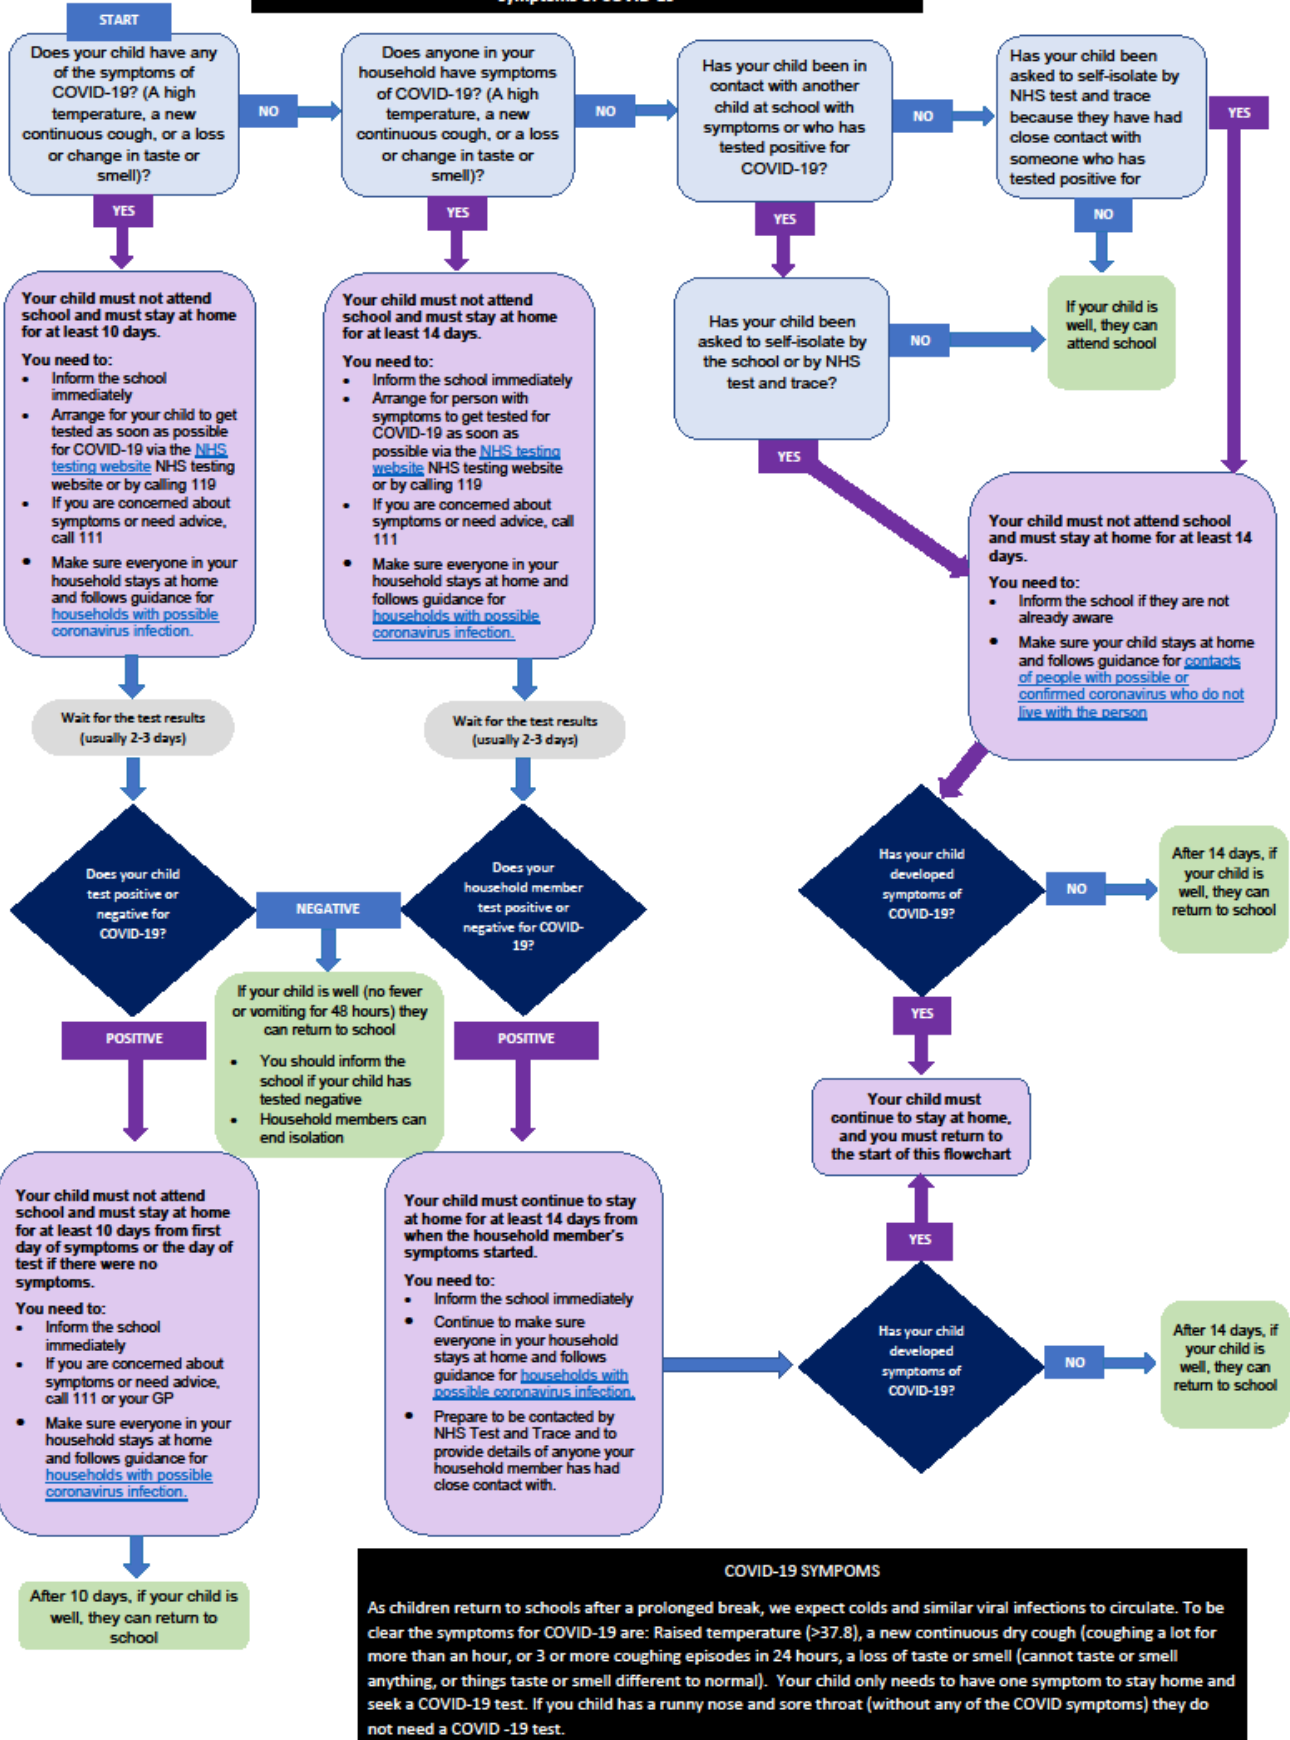 START
Does your child have any
of the symptoms of
COVID-19? (A high
temperature, a new
continuous cough, or a loss
or change in taste or
smell)?
NO
Does anyone in your
household have symptoms
of COVID-19? (A high
temperature, a new
continuous cough, or a loss
or change in taste or
smell)?
NO
Has your child been in
contact with another
child at school with
symptoms or who has
tested positive for
COVID-19?
NO
Has your child been
asked to self-isolate by
NHS test and trace
because they have had
close contact with
someone who has
tested positive for
YES
YES
YES
YES
NO
Your child must not attend
school and must stay at home
for at least 10 days.
You need to:
• Inform the school
immediately
• Arrange for your child to get
tested as soon as possible
for COVID-19 via the NHS
testing website NHS testing
website or by calling 119
• If you are concerned about
symptoms or need advice,
call 111
• Make sure everyone in your
household stays at home
and follows guidance for
households with possible
coronavirus infection.
Your child must not attend
school and must stay at home
for at least 14 days.
You need to:
• Inform the school immediately
• Arrange for person with
symptoms to get tested for
COVID-19 as soon as
possible via the NHS testing
website NHS testing website
or by calling 119
• If you are concerned about
symptoms or need advice, call
111
• Make sure everyone in your
household stays at home and
follows guidance for
households with possible
coronavirus infection.
Has your child been
asked to self-isolate by
the school or by NHS
test and trace?
NO
If your child is
well, they can
attend school
YES
Your child must not attend school
and must stay at home for at least 14
days.
You need to:
• Inform the school if they are not
already aware
• Make sure your child stays at home
and follows guidance for contacts
of people with possible or
confirmed coronavirus who do not
live with the person
Wait for the test results
(usually 2-3 days)
Wait for the test results
(usually 2-3 days)
Does your child
test positive or
negative for
COVID-19?
NEGATIVE
Does your
household member
test positive or
negative for COVID-
19?
Has your child
developed
symptoms of
COVID-19?
NO
After 14 days, if
your child is
well, they can
return to school
If your child is well (no fever
or vomiting for 48 hours) they
can return to school
• You should inform the
school if your child has
tested negative
• Household members can
end isolation
POSITIVE
POSITIVE
YES
Your child must
continue to stay at home,
and you must return to
the start of this flowchart
Your child must not attend
school and must stay at home
for at least 10 days from first
day of symptoms or the day of
test if there were no
symptoms.
You need to:
• Inform the school
immediately
• If you are concerned about
symptoms or need advice,
call 111 or your GP
• Make sure everyone in your
household stays at home
and follows guidance for
households with possible
coronavirus infection.
Your child must continue to stay
at home for at least 14 days from
when the household member's
symptoms started.
You need to:
• Inform the school immediately
• Continue to make sure
everyone in your household
stays at home and follows
guidance for households with
possible coronavirus infection.
• Prepare to be contacted by
NHS Test and Trace and to
provide details of anyone your
household member has had
close contact with.
YES
Has your child
developed
symptoms of
COVID-19?
NO
After 14 days, if
your child is
well, they can
return to school
After 10 days, if your child is
well, they can return to
school
COVID-19 SYMPOMS
As children return to schools after a prolonged break, we expect colds and similar viral infections to circulate. To be
clear the symptoms for COVID-19 are: Raised temperature (>37.8), a new continuous dry cough (coughing a lot for
more than an hour, or 3 or more coughing episodes in 24 hours, a loss of taste or smell (cannot taste or smell
anything, or things taste or smell different to normal). Your child only needs to have one symptom to stay home and
seek a COVID-19 test. If you child has a runny nose and sore throat (without any of the COVID symptoms) they do
not need a COVID -19 test.